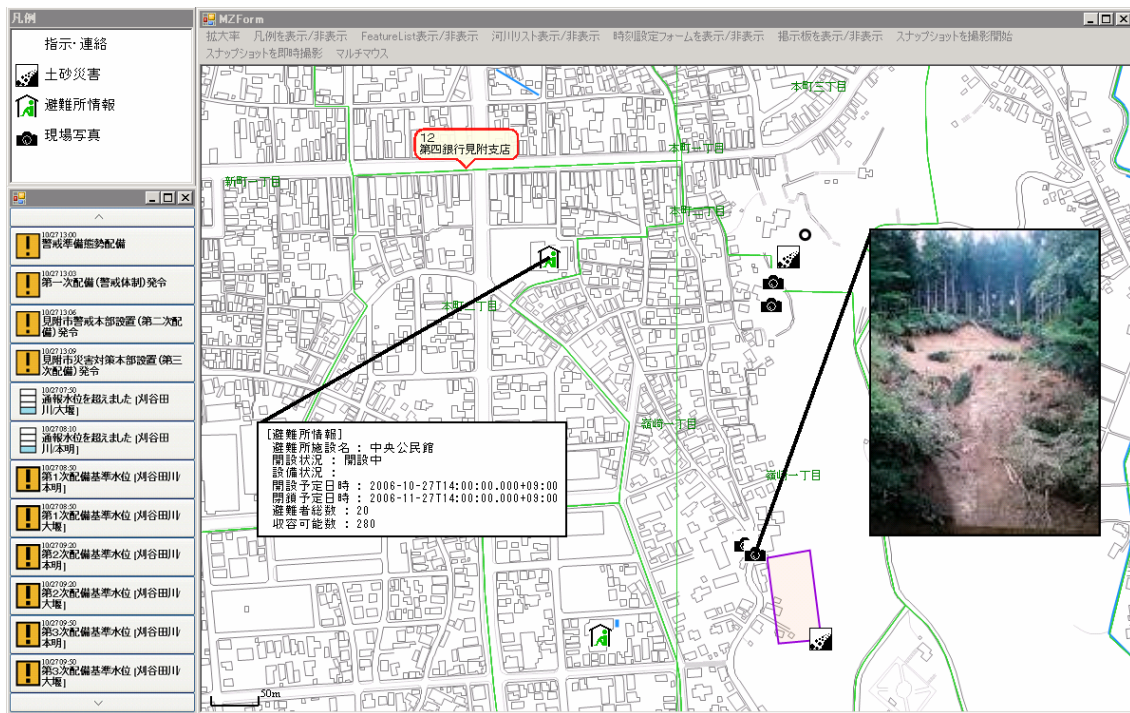 凡例
指示・連絡
土砂災害
避難所情報
現場写真
10/27 13:00
警戒準備態勢配備
10/27 13:03
第一次配備(警戒体制)発令
10/27 13:06
見附市警戒本部設置(第二次配
備)発令
10/27 13:09
見附市災害対策本部設置(第三
次配備)発令
10/27 07:50
通報水位を超えました [刈谷田
川/大堰]
10/27 08:10
通報水位を超えました [刈谷田
川/本明]
10/27 08:50
第1次配備基準水位 [刈谷田川/
本明]
10/27 08:50
第1次配備基準水位 [刈谷田川/
大堰]
10/27 09:20
第2次配備基準水位 [刈谷田川/
本明]
10/27 09:20
第2次配備基準水位 [刈谷田川/
大堰]
10/27 09:50
第3次配備基準水位 [刈谷田川/
本明]
10/27 09:50
第3次配備基準水位 [刈谷田川/
大堰]
MZForm
拡大率 凡例を表示/非表示 FeatureList表示/非表示 河川リスト表示/非表示 時刻設定フォームを表示/非表示 掲示板を表示/非表示 スナップショットを撮影開始
スナップショットを即時撮影 マルチマウス
本町三丁目
12
第四銀行見附支店
本町一丁目
新町一丁目
本町二丁目
本町一丁目
[避難所情報]
避難所施設名 : 中央公民館
開設状況 : 開設中
設備状況 :
開設予定日時 : 2006-10-27T14:00:00.000+09:00
閉鎖予定日時 : 2006-11-27T14:00:00.000+09:00
避難者総数 : 20
収容可能数 : 280
嶺崎一丁目
嶺崎一丁目
50m